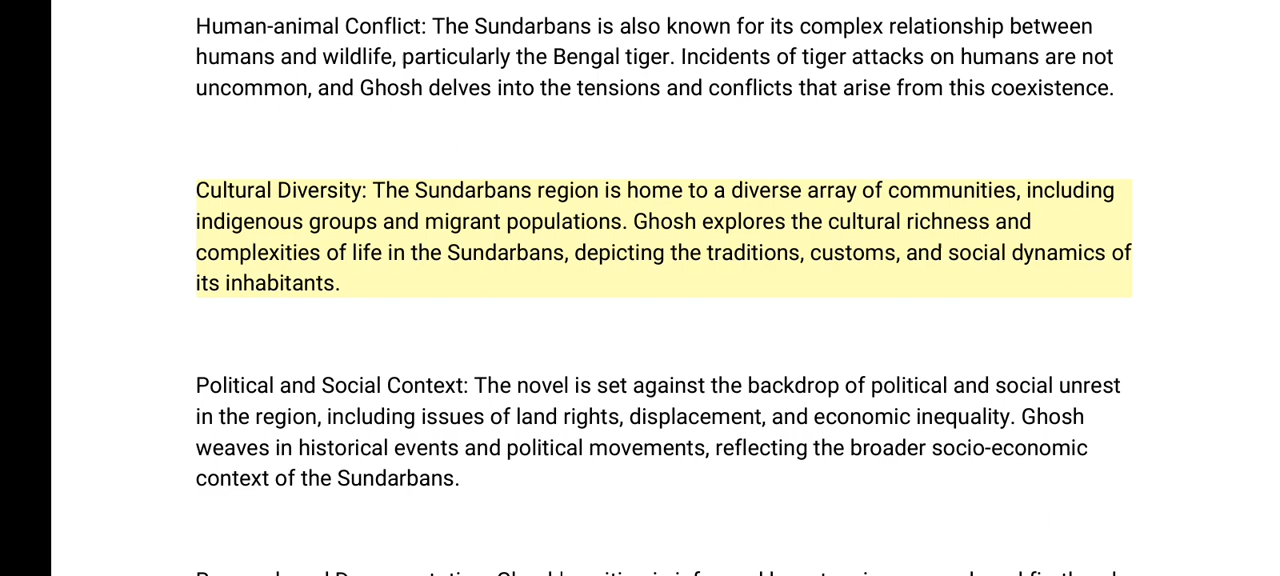 Human-animal Conflict: The Sundarbans is also known for its complex relationship between
humans and wildlife, particularly the Bengal tiger. Incidents of tiger attacks on humans are not
uncommon, and Ghosh delves into the tensions and conflicts that arise from this coexistence.
Cultural Diversity: The Sundarbans region is home to a diverse array of communities, including
indigenous groups and migrant populations. Ghosh explores the cultural richness and
complexities of life in the Sundarbans, depicting the traditions, customs, and social dynamics of
its inhabitants.
Political and Social Context: The novel is set against the backdrop of political and social unrest
in the region, including issues of land rights, displacement, and economic inequality. Ghosh
weaves in historical events and political movements, reflecting the broader socio-economic
context of the Sundarbans.